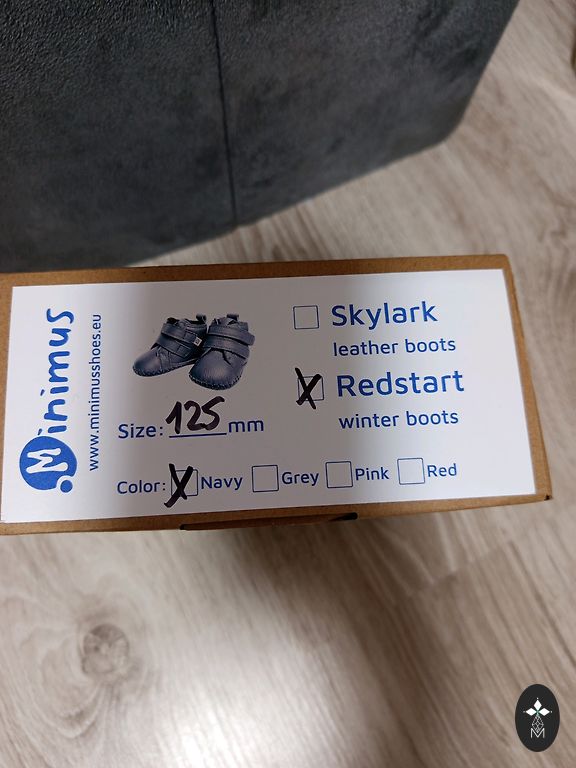 Minimus
www.minimusshoes.eu
Skylark
leather boots
Redstart
winter boots
Size: 125 mm
Color: Navy Grey Pink Red
M